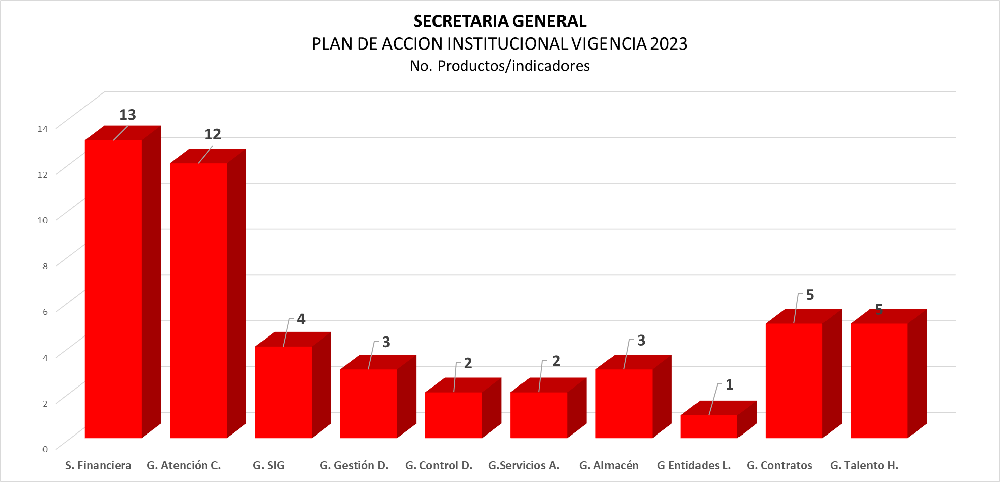 SECRETARIA GENERAL
PLAN DE ACCION INSTITUCIONAL VIGENCIA 2023
No. Productos/indicadores
14
12
10
8
6
4
2
0
13
12
4
3
2
2
3
1
5
5
S. Financiera
G. Atención C.
G. SIG
G. Gestión D.
G. Control D.
G.Servicios A.
G. Almacén
G Entidades L.
G. Contratos
G. Talento H.